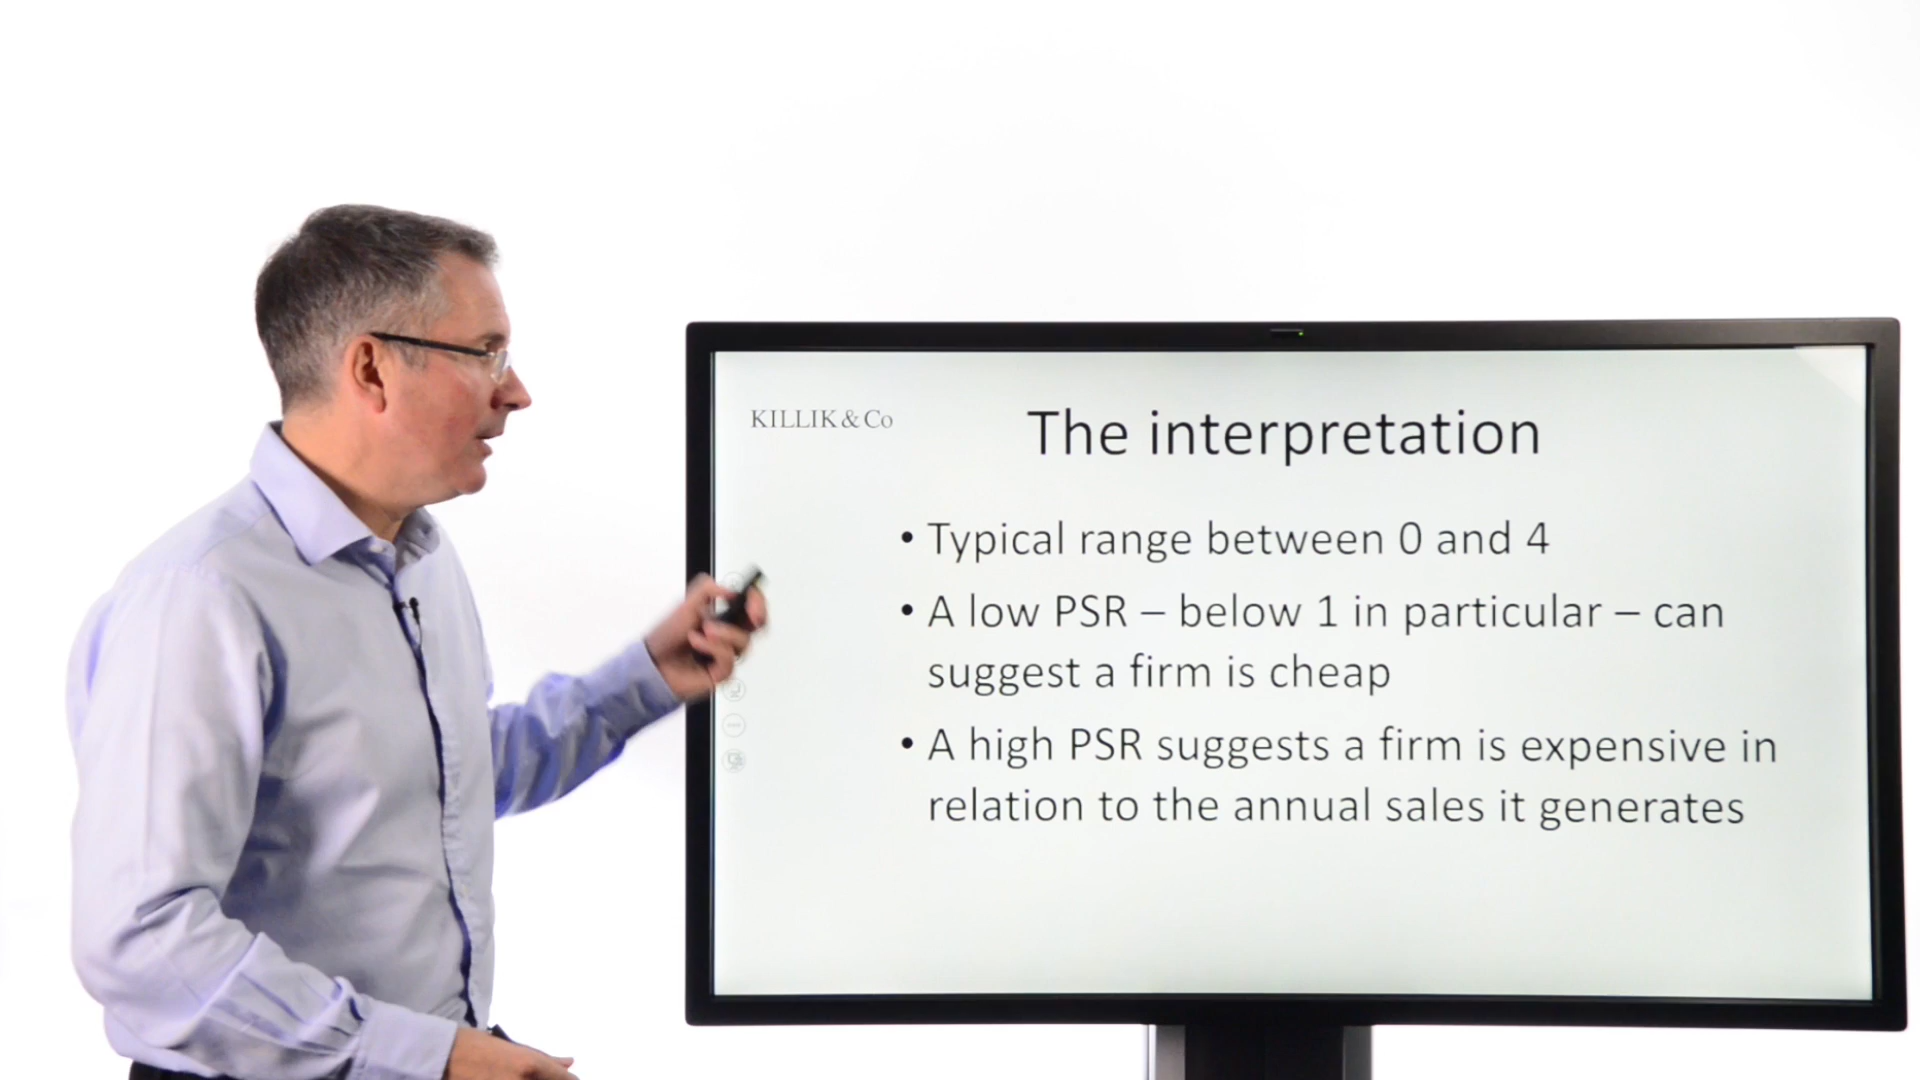 KILLIK & Co
The interpretation
• Typical range between 0 and 4
• A low PSR – below 1 in particular – can
suggest a firm is cheap
• A high PSR suggests a firm is expensive in
relation to the annual sales it generates